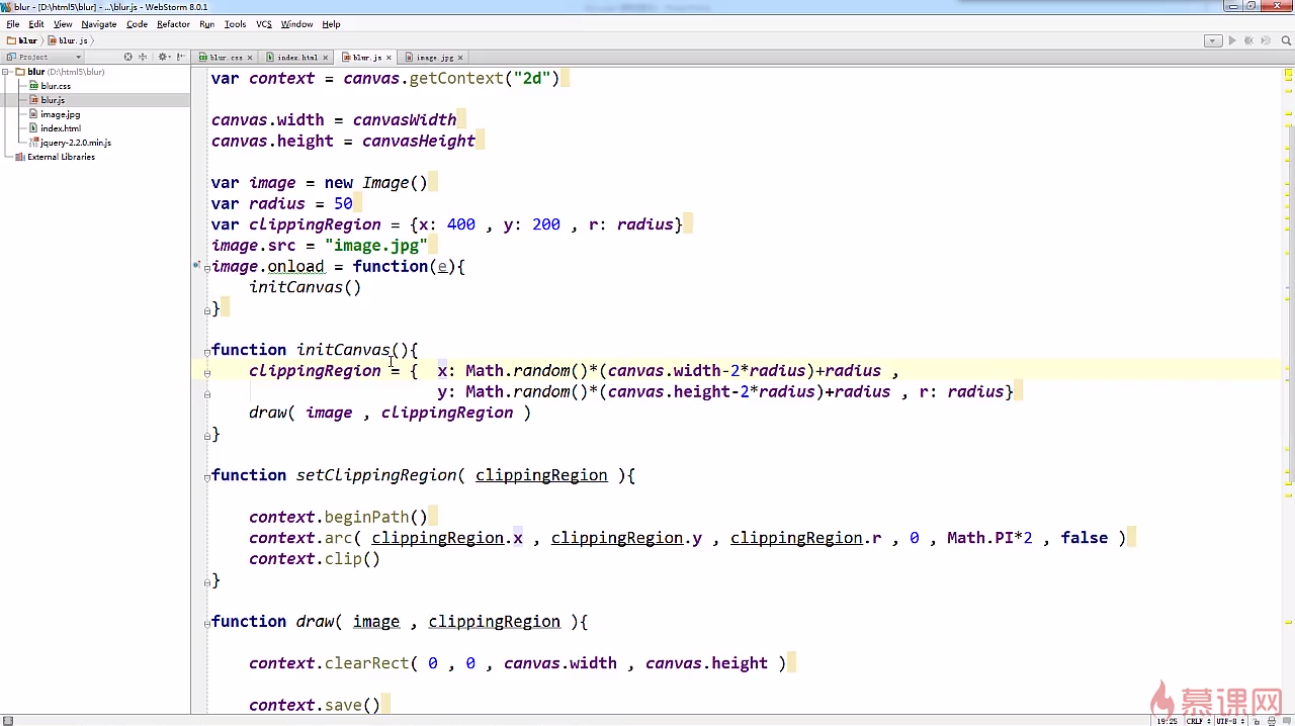 blur - [D:\html5\blur] - ...\blur.js - WebStorm 8.0.1
File Edit View Navigate Code Refactor Run Tools VCS Window Help
blur blur.js
Project
blur.css index.html blur.js image.jpg
blur (D:\html5\blur)
blur.css
blur.js
image.jpg
index.html
jquery-2.2.0.min.js
External Libraries
var context = canvas.getContext("2d")
canvas.width = canvasWidth
canvas.height = canvasHeight
var image = new Image()
var radius = 50
var clippingRegion = {x: 400 , y: 200 , r: radius}
image.src = "image.jpg"
image.onload = function(e){
initCanvas()
}
function initCanvas(){
clippingRegion = { x: Math.random()*(canvas.width-2*radius)+radius ,
y: Math.random()*(canvas.height-2*radius)+radius , r: radius}
draw( image , clippingRegion )
}
function setClippingRegion( clippingRegion ){
context.beginPath()
context.arc( clippingRegion.x , clippingRegion.y , clippingRegion.r , 0 , Math.PI*2 , false )
context.clip()
}
function draw( image , clippingRegion ){
context.clearRect( 0 , 0 , canvas.width , canvas.height )
context.save()
慕课网
19:25 CRLF UTF-8